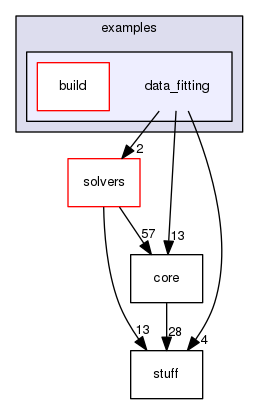 examples
build
data_fitting
2
solvers
57
13
core
13
28
4
stuff